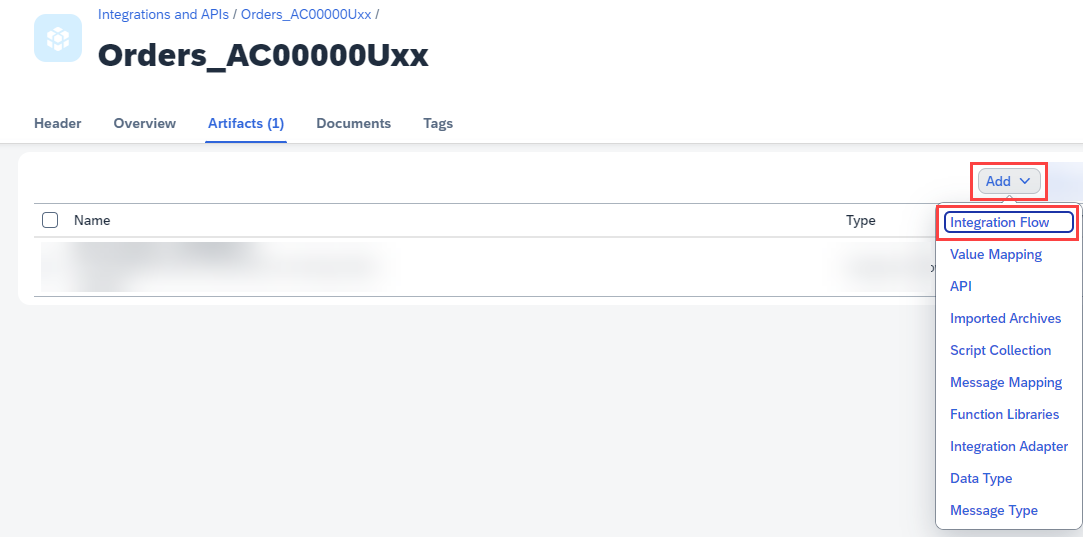 Integrations and APIs / Orders_AC00000Uxx /
Orders_AC00000Uxx
Header Overview Artifacts (1) Documents Tags
Add
Name Type
Integration Flow
Value Mapping
API
Imported Archives
Script Collection
Message Mapping
Function Libraries
Integration Adapter
Data Type
Message Type